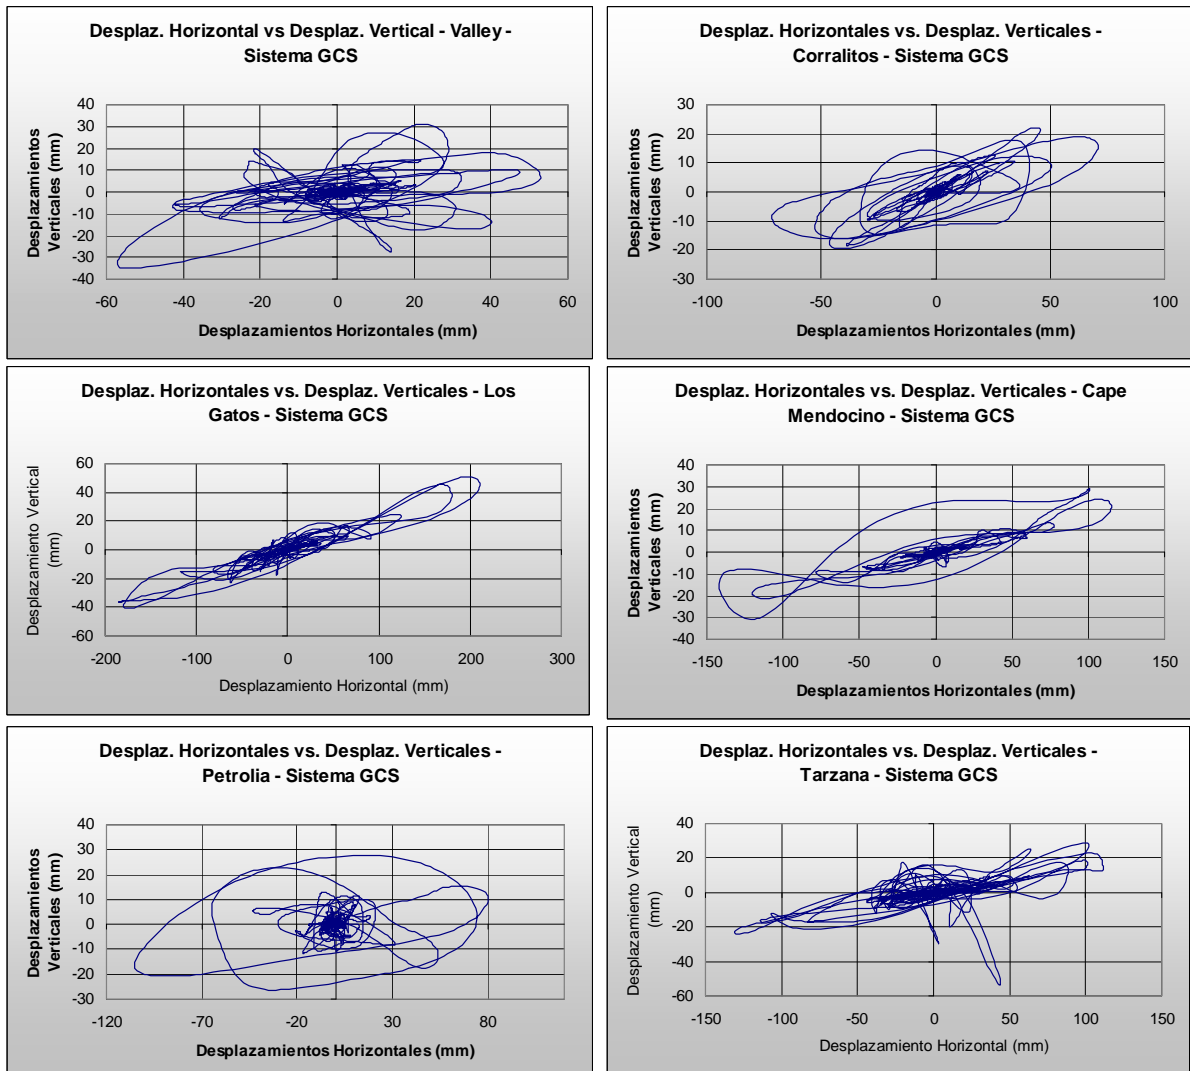 Desplaz. Horizontal vs Desplaz. Vertical - Valley -
Sistema GCS
Desplazamientos
Verticales (mm)
40
30
20
10
0
-10
-20
-30
-40
-60 -40 -20 0 20 40 60
Desplazamientos Horizontales (mm)
Desplaz. Horizontales vs. Desplaz. Verticales -
Corralitos - Sistema GCS
Desplazamientos
Verticales (mm)
30
20
10
0
-10
-20
-30
-100 -50 0 50 100
Desplazamientos Horizontales (mm)
Desplaz. Horizontales vs. Desplaz. Verticales - Los
Gatos - Sistema GCS
Desplazamiento Vertical
(mm)
60
40
20
0
-20
-40
-60
-200 -100 0 100 200 300
Desplazamiento Horizontal (mm)
Desplaz. Horizontales vs. Desplaz. Verticales - Cape
Mendocino - Sistema GCS
Desplazamientos
Verticales (mm)
40
30
20
10
0
-10
-20
-30
-40
-150 -100 -50 0 50 100 150
Desplazamientos Horizontales (mm)
Desplaz. Horizontales vs. Desplaz. Verticales -
Petrolia - Sistema GCS
Desplazamientos
Verticales (mm)
40
30
20
10
0
-10
-20
-30
-120 -70 -20 30 80
Desplazamientos Horizontales (mm)
Desplaz. Horizontales vs. Desplaz. Verticales -
Tarzana - Sistema GCS
Desplazamiento Vertical
(mm)
40
20
0
-20
-40
-60
-150 -100 -50 0 50 100 150
Desplazamiento Horizontal (mm)